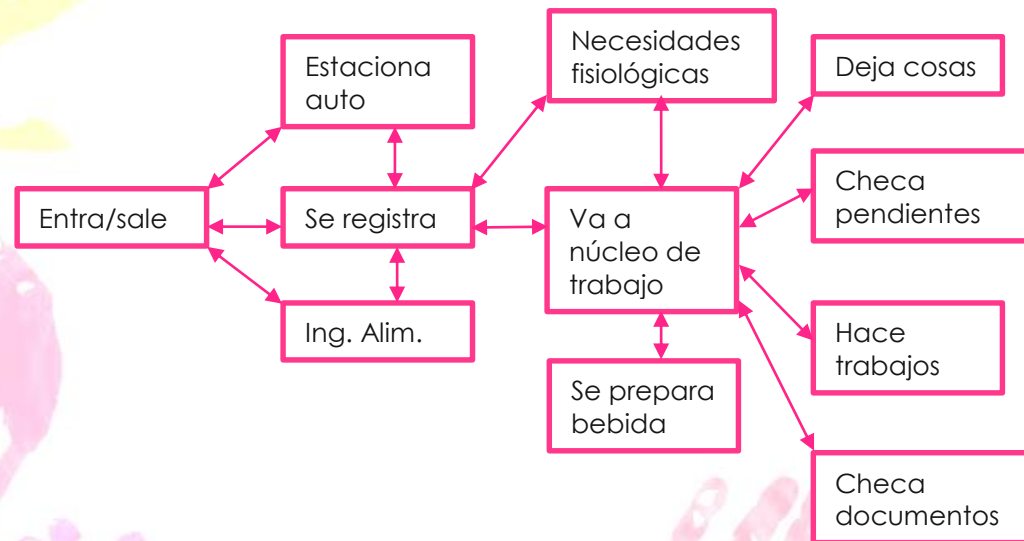 Estaciona
auto
Necesidades
fisiológicas
Deja cosas
Entra/sale
Se registra
Va a
núcleo de
trabajo
Checa
pendientes
Ing. Alim.
Se prepara
bebida
Hace
trabajos
Checa
documentos